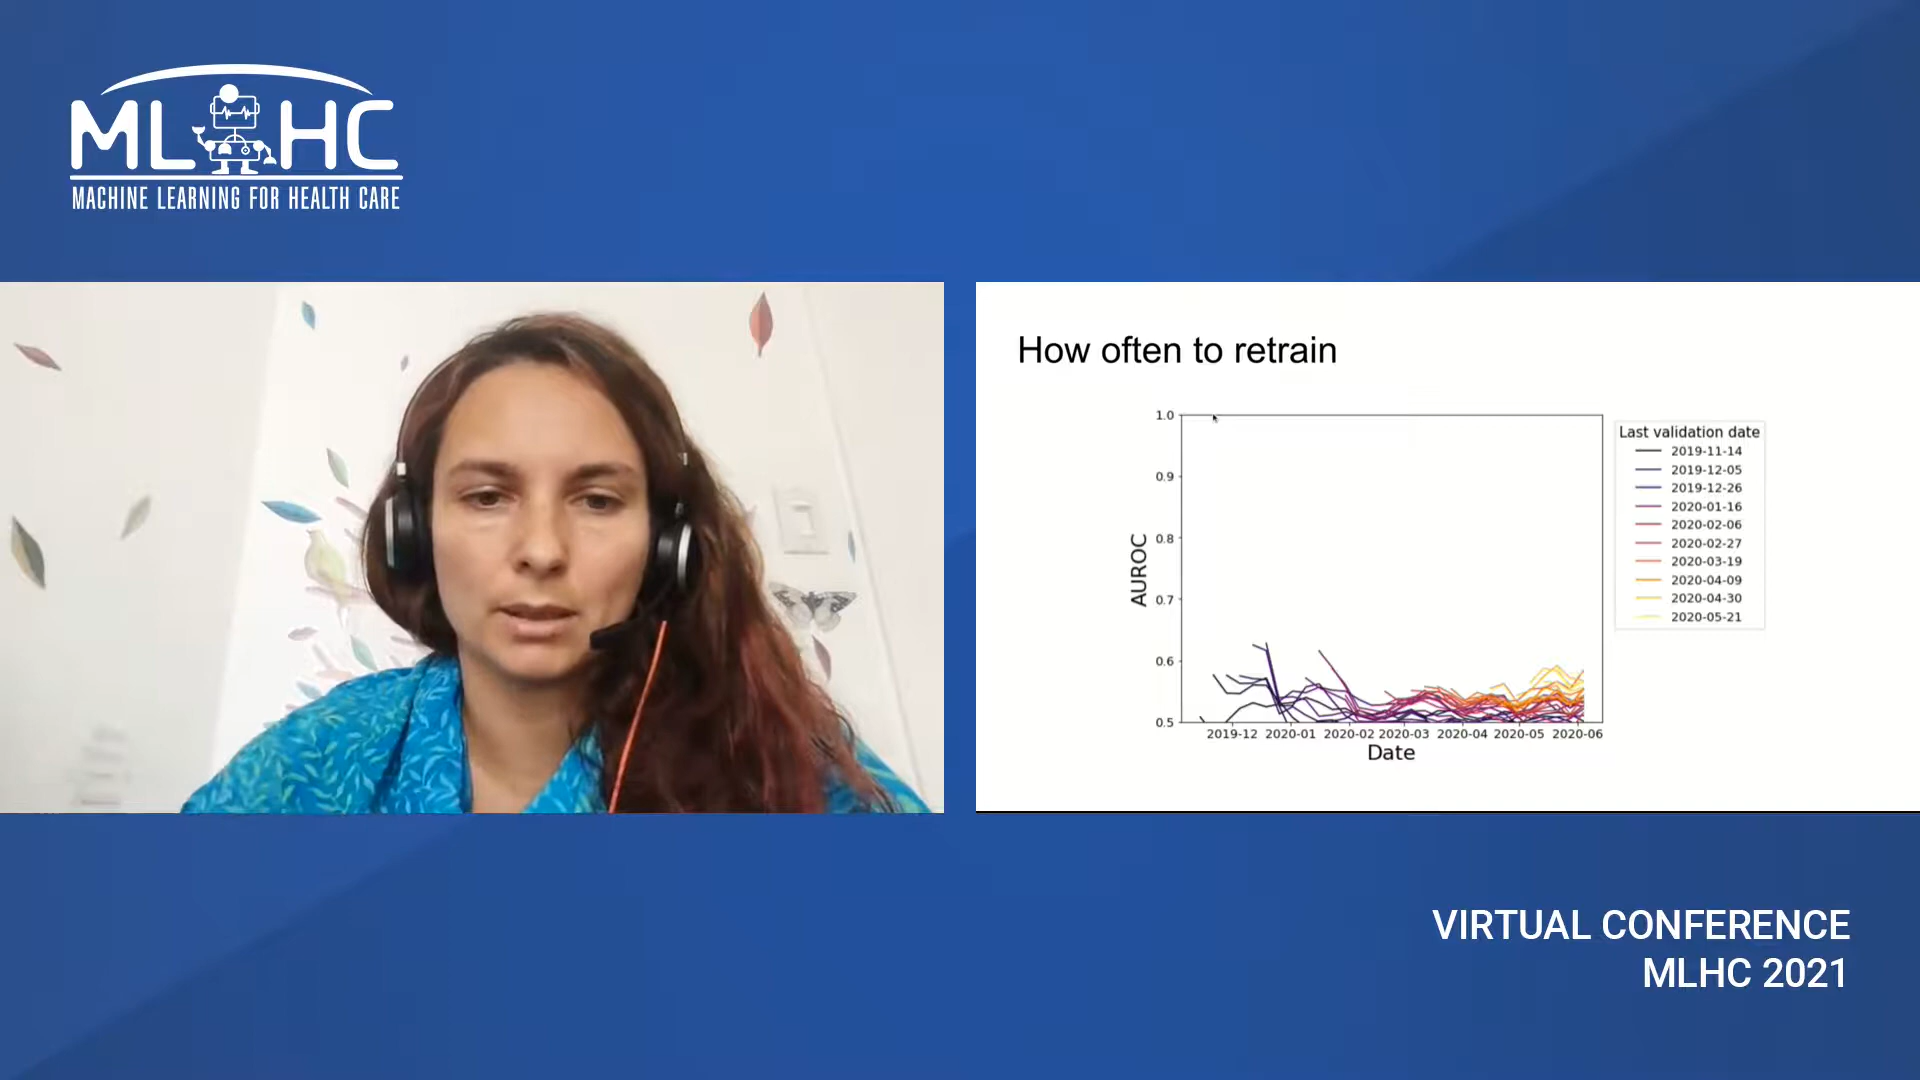 ML HC
MACHINE LEARNING FOR HEALTH CARE
How often to retrain
1.0
0.9
0.8
0.7
0.6
0.5
AUROC
2019-12 2020-01 2020-02 2020-03 2020-04 2020-05 2020-06
Date
Last validation date
2019-11-14
2019-12-05
2019-12-26
2020-01-16
2020-02-06
2020-02-27
2020-03-19
2020-04-09
2020-04-30
2020-05-21
VIRTUAL CONFERENCE
MLHC 2021